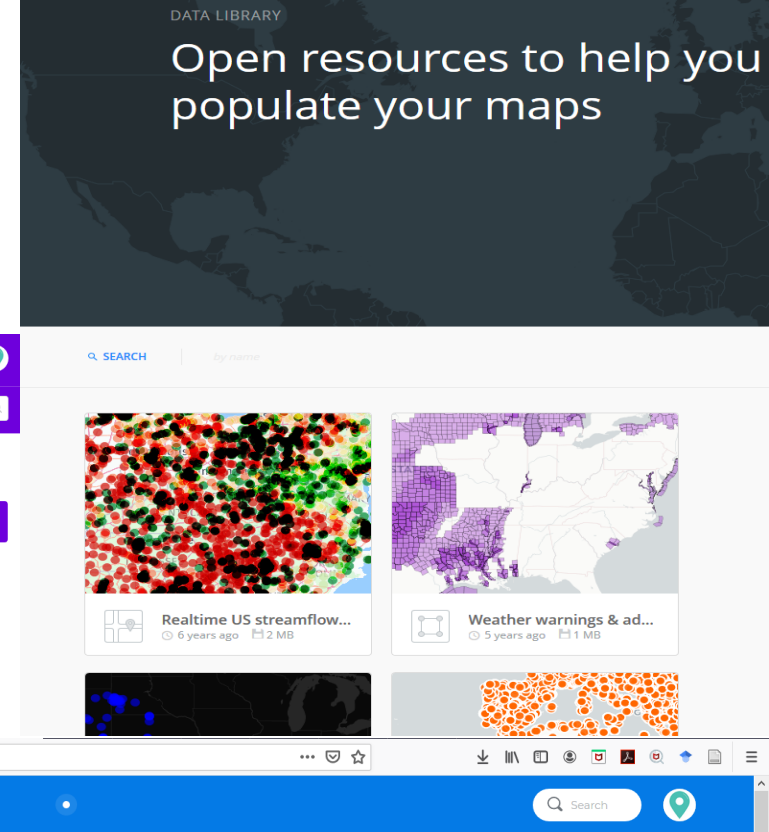 DATA LIBRARY
Open resources to help you
populate your maps
SEARCH
by name
Realtime US streamflow...
6 years ago 2 MB
Weather warnings & ad...
5 years ago 1 MB
Search